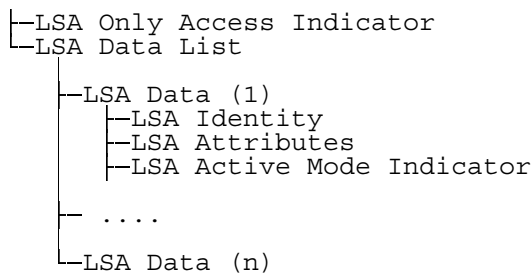 LSA Only Access Indicator
LSA Data List
LSA Data (1)
LSA Identity
LSA Attributes
LSA Active Mode Indicator
....
LSA Data (n)